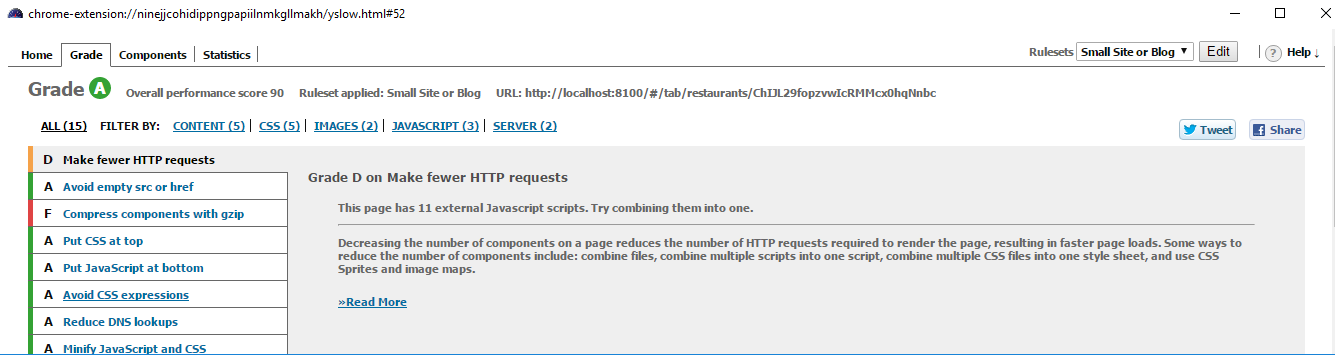 chrome-extension://ninejjcohidippngpapiilnmkgllmakh/yslow.html#52
Home Grade Components Statistics Rulesets Small Site or Blog Edit ? Help ↓
Grade A Overall performance score 90 Ruleset applied: Small Site or Blog URL: http://localhost:8100/#/tab/restaurants/ChIJL29fopzvwIcRMMcx0hqNnbc
ALL (15) FILTER BY: CONTENT (5) CSS (5) IMAGES (2) JAVASCRIPT (3) SERVER (2)
Tweet Share
D Make fewer HTTP requests
A Avoid empty src or href
F Compress components with gzip
A Put CSS at top
A Put JavaScript at bottom
A Avoid CSS expressions
A Reduce DNS lookups
A Minify JavaScript and CSS
Grade D on Make fewer HTTP requests
This page has 11 external Javascript scripts. Try combining them into one.
Decreasing the number of components on a page reduces the number of HTTP requests required to render the page, resulting in faster page loads. Some ways to
reduce the number of components include: combine files, combine multiple scripts into one script, combine multiple CSS files into one style sheet, and use CSS
Sprites and image maps.
»Read More